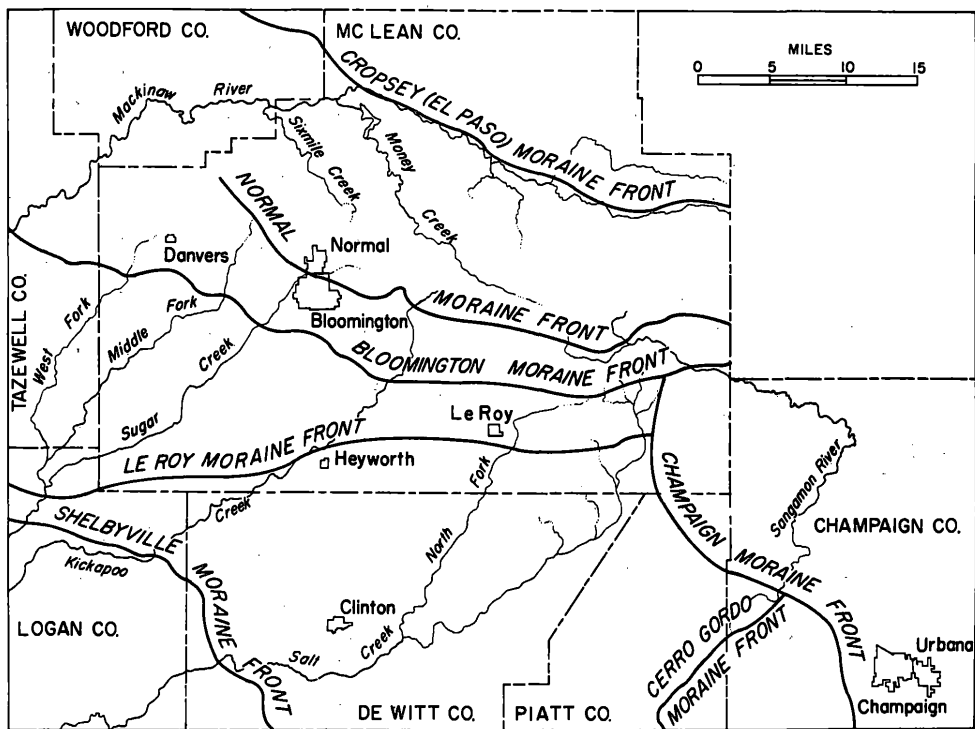 WOODFORD CO.
MC LEAN CO.
MILES
0 5 10 15
CROPSEY (EL PASO) MORAINE FRONT
Mackinaw River
Sixmile Creek
Money Creek
NORMAL MORAINE FRONT
Normal
Danvers
Bloomington
TAZEWELL CO.
West Fork
Middle Fork
Sugar Creek
BLOOMINGTON MORAINE FRONT
Le Roy
LE ROY MORAINE FRONT
Heyworth
North Fork
CHAMPAIGN MORAINE FRONT
Sangamon River
CHAMPAIGN CO.
SHELBYVILLE MORAINE FRONT
Kickapoo Creek
LOGAN CO.
Clinton
Salt Creek
CERRO GORDO MORAINE FRONT
Urbana
Champaign
DE WITT CO.
PIATT CO.